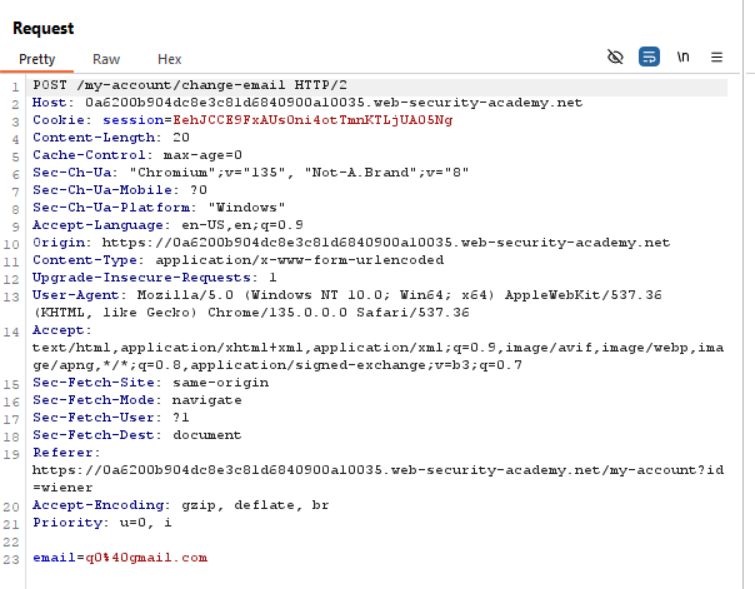 Request
Pretty Raw Hex
\n
1 POST /my-account/change-email HTTP/2
2 Host: 0a6200b904dc8e3c81d6840900a10035.web-security-academy.net
3 Cookie: session=EehJCCE9FxAUs0ni4otTmnKTLjUA05Ng
4 Content-Length: 20
5 Cache-Control: max-age=0
6 Sec-Ch-Ua: "Chromium";v="135", "Not-A.Brand";v="8"
7 Sec-Ch-Ua-Mobile: ?0
8 Sec-Ch-Ua-Platform: "Windows"
9 Accept-Language: en-US,en;q=0.9
10 Origin: https://0a6200b904dc8e3c81d6840900a10035.web-security-academy.net
11 Content-Type: application/x-www-form-urlencoded
12 Upgrade-Insecure-Requests: 1
13 User-Agent: Mozilla/5.0 (Windows NT 10.0; Win64; x64) AppleWebKit/537.36
(KHTML, like Gecko) Chrome/135.0.0.0 Safari/537.36
14 Accept:
text/html,application/xhtml+xml,application/xml;q=0.9,image/avif,image/webp,ima
ge/apng,*/*;q=0.8,application/signed-exchange;v=b3;q=0.7
15 Sec-Fetch-Site: same-origin
16 Sec-Fetch-Mode: navigate
17 Sec-Fetch-User: ?1
18 Sec-Fetch-Dest: document
19 Referer:
https://0a6200b904dc8e3c81d6840900a10035.web-security-academy.net/my-account?id
=wiener
20 Accept-Encoding: gzip, deflate, br
21 Priority: u=0, i
22
23 email=q0%40gmail.com